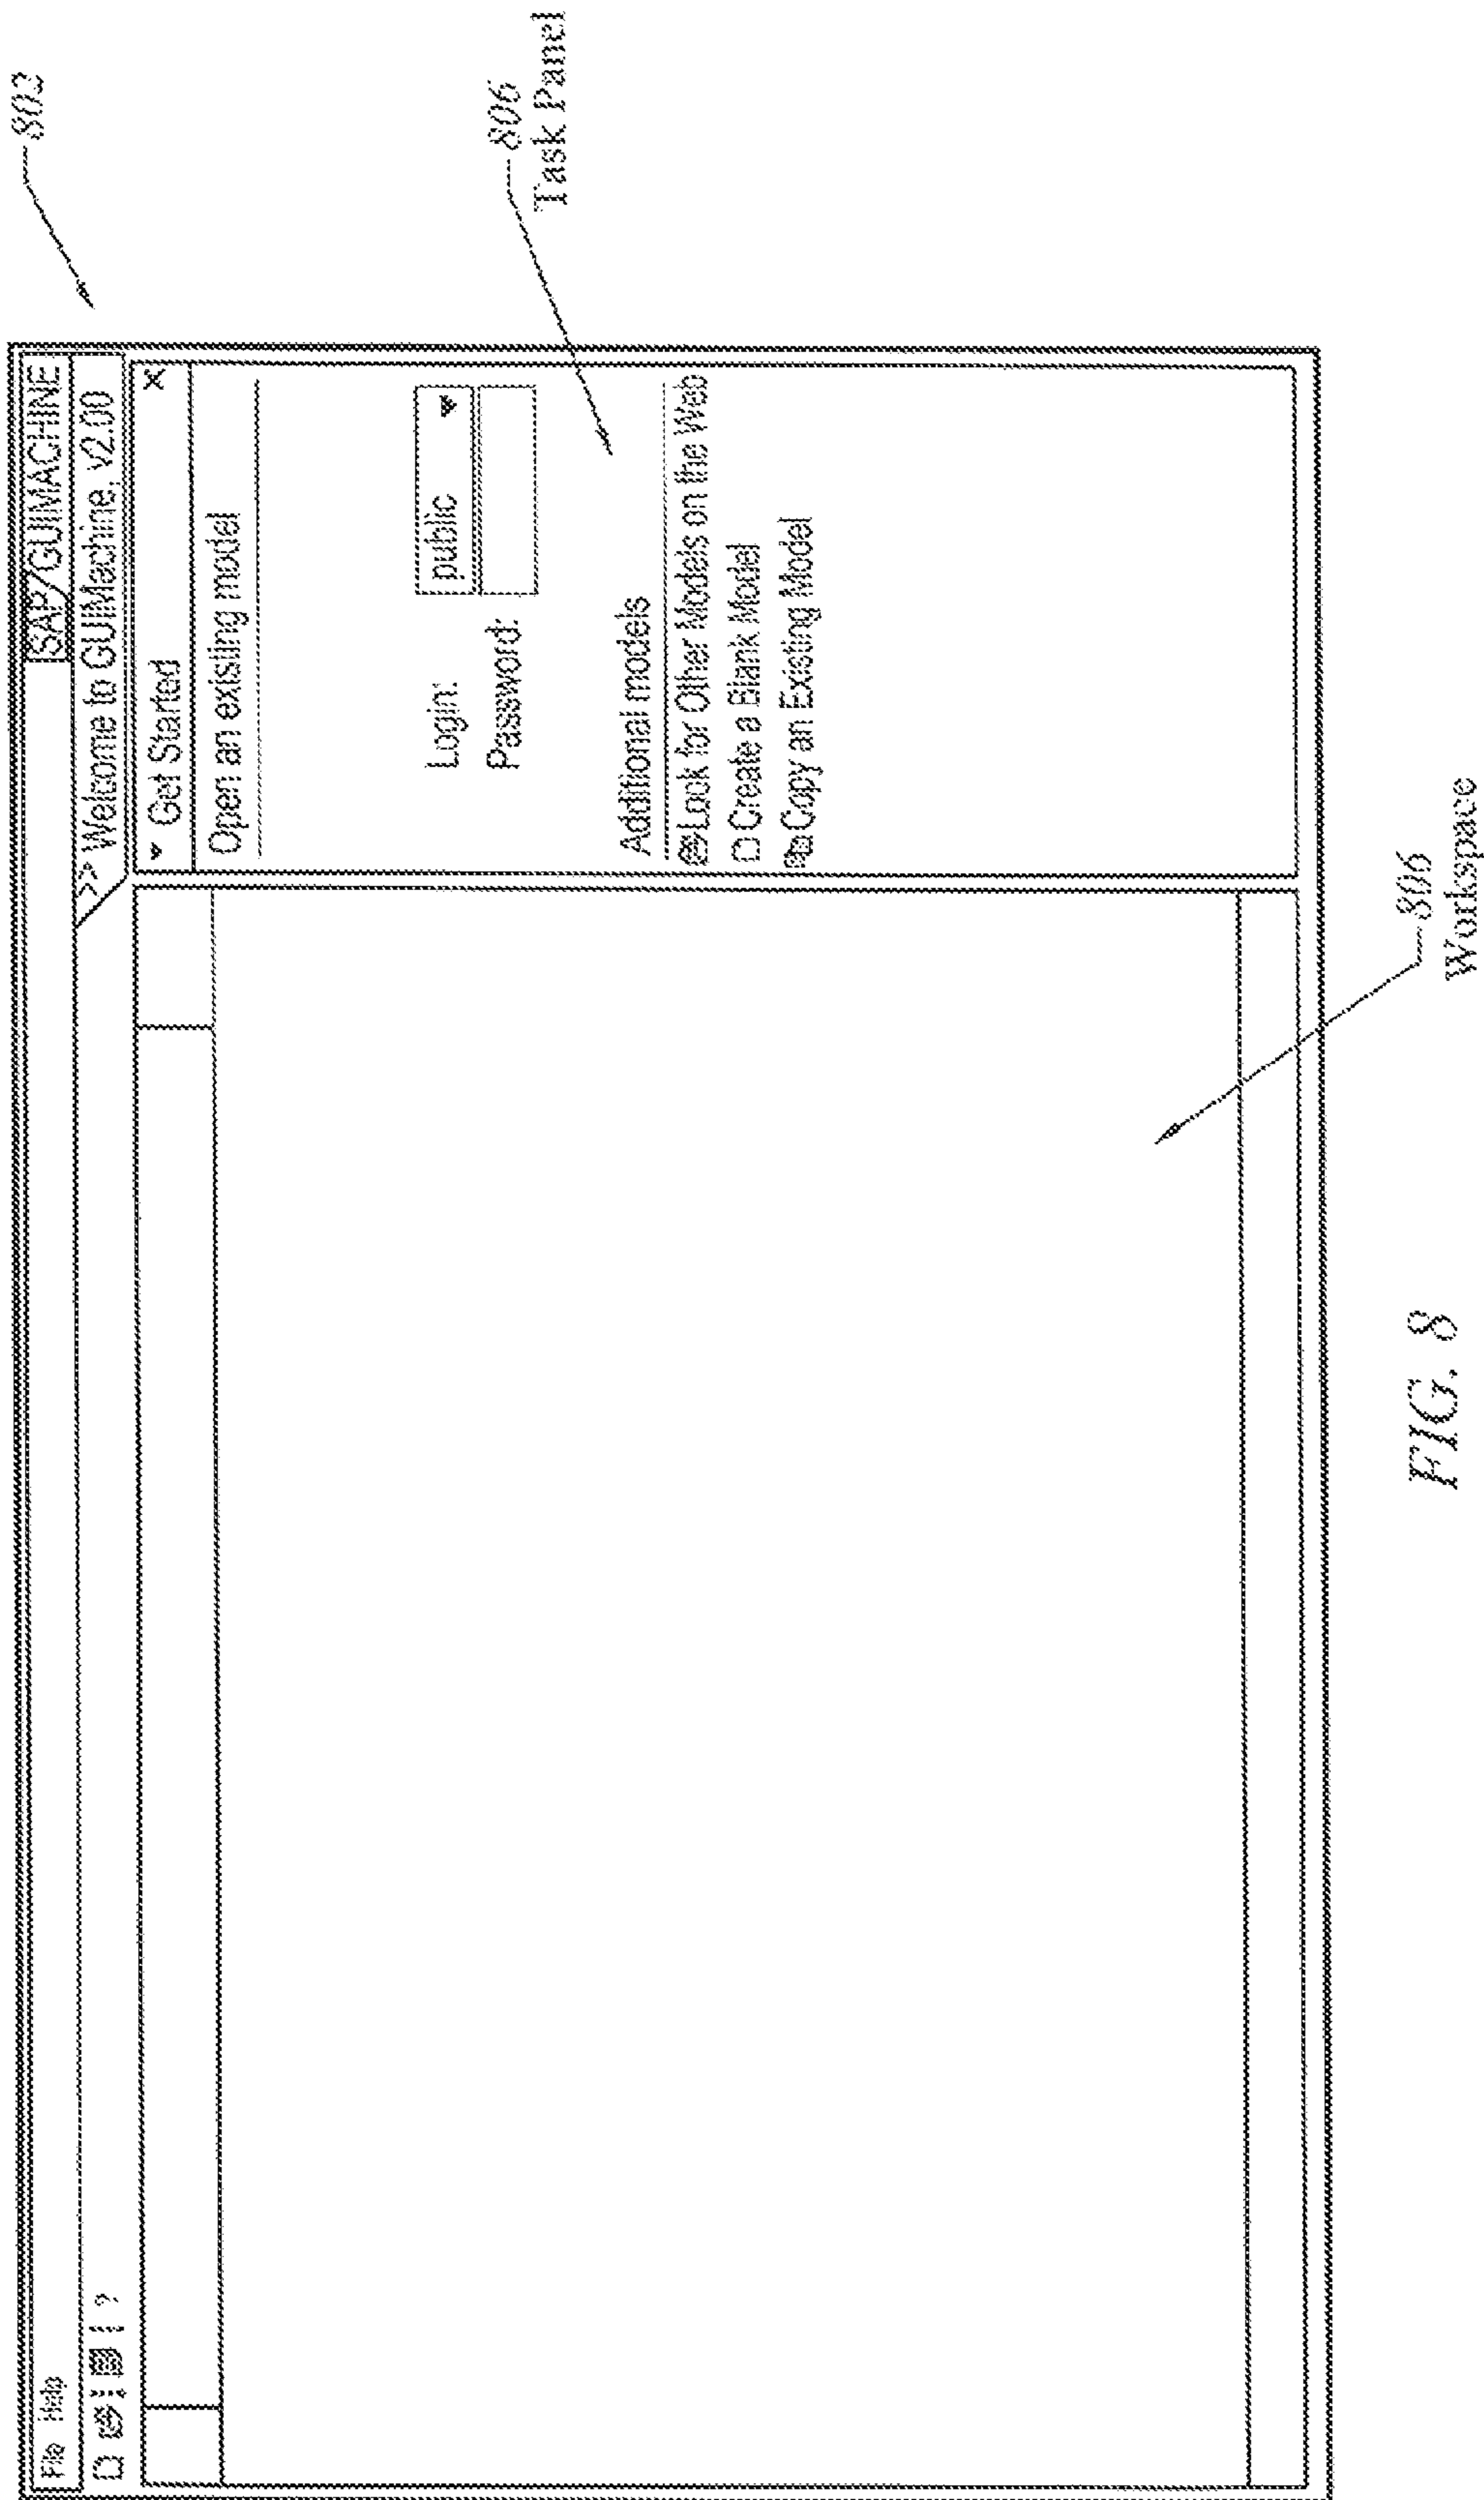 802
File Help
SAP/GUIMACHINE
? >> Welcome to GUIMachine, v2.00
Get Started X
Open an existing model
Login: public
Password:
806
Task Panel
Additional models
Look for Other Models on the Web
Create a Blank Model
Copy an Existing Model
806
Workspace
FIG. 8